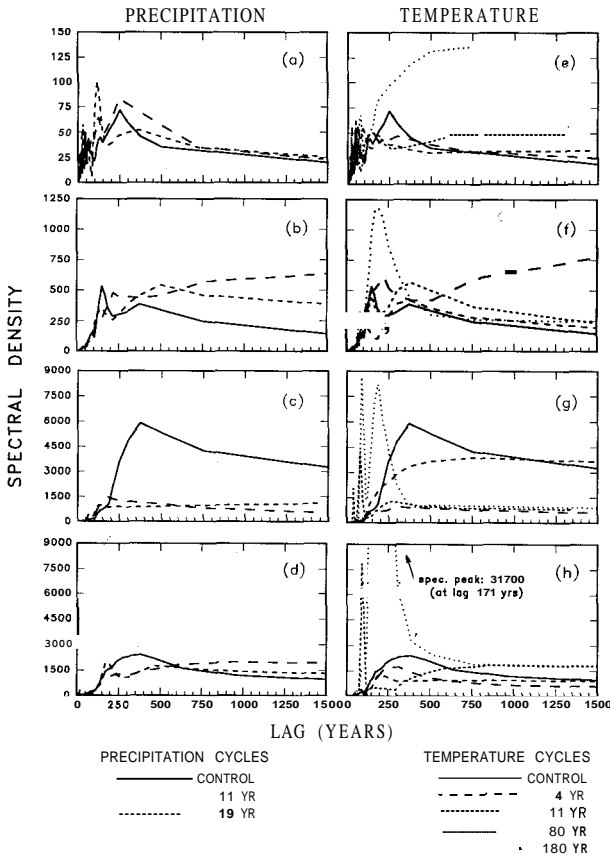 PRECIPITATION TEMPERATURE
150
125
100
75
50
25
0
(a) (e)
1250
1000
750
500
250
0
(b) (f)
9000
7500
6000
4500
3000
1500
0
(c) (g)
9000
7500
6000
4500
3000
1500
0
(d) (h)
spec. peak: 31700
(at lag 171 yrs)
SPECTRAL DENSITY
0 250 500 750 1000 1250 15000 250 500 750 1000 1250 1500
LAG (YEARS)
PRECIPITATION CYCLES
CONTROL
11 YR
19 YR
TEMPERATURE CYCLES
CONTROL
4 YR
11 YR
80 YR
180 YR